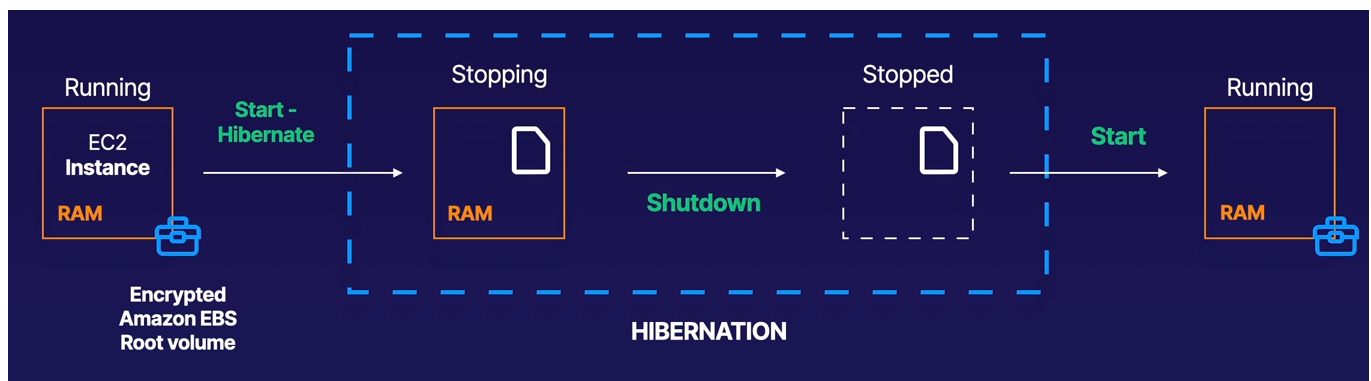 Running
EC2
Instance
RAM
Encrypted
Amazon EBS
Root volume
Start -
Hibernate
Stopping
RAM
Shutdown
Stopped
HIBERNATION
Start
Running
RAM